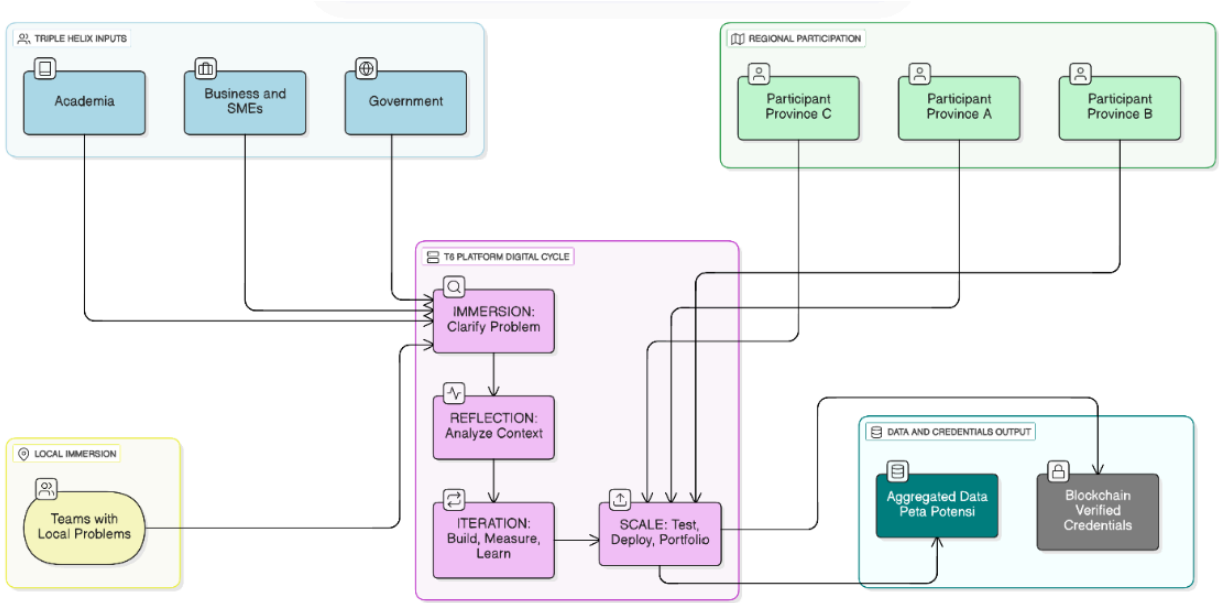 TRIPLE HELIX INPUTS
Academia
Business and
SMEs
Government
REGIONAL PARTICIPATION
Participant
Province C
Participant
Province A
Participant
Province B
T6 PLATFORM DIGITAL CYCLE
IMMERSION:
Clarify Problem
REFLECTION:
Analyze Context
ITERATION:
Build, Measure,
Learn
SCALE: Test,
Deploy, Portfolio
LOCAL IMMERSION
Teams with
Local Problems
DATA AND CREDENTIALS OUTPUT
Aggregated Data
Peta Potensi
Blockchain
Verified
Credentials